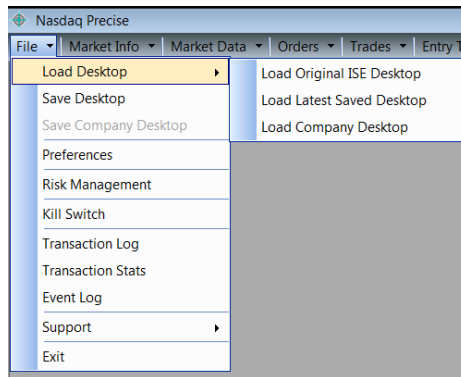 Nasdaq Precise
File Market Info Market Data Orders Trades Entry
Load Desktop
Load Original ISE Desktop
Save Desktop
Load Latest Saved Desktop
Save Company Desktop
Load Company Desktop
Preferences
Risk Management
Kill Switch
Transaction Log
Transaction Stats
Event Log
Support
Exit